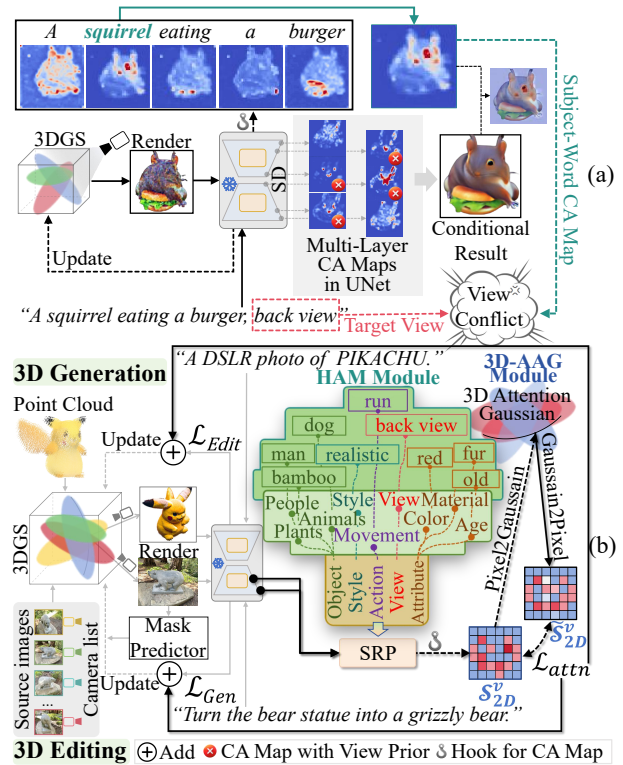 A squirrel eating a burger
3DGS
Render
SD
Update
Multi-Layer
CA Maps
in UNet
Conditional
Result
Subject-Word CA Map
(a)
“A squirrel eating a burger, back view”
Target View
View
Conflict
“A DSLR photo of PIKACHU.”
3D Generation
HAM Module
3D-AAG
Module
3D Attention
Gaussian
Point Cloud
Update
ℒEdit
run
dog
back view
man
realistic
red
fur
bamboo
old
People
Animals
Plants
Style
Movement
View
Material
Color
Age
Object
Style
Action
View
Attribute
Pixel2Gaussian
Gaussian2Pixel
(b)
3DGS
Render
Mask
Predictor
Source images
Camera list
...
Update
ℒGen
SRP
S̃ᵛ2D
Sᵛ2D
ℒattn
“Turn the bear statue into a grizzly bear.”
3D Editing
Add
CA Map with View Prior
Hook for CA Map